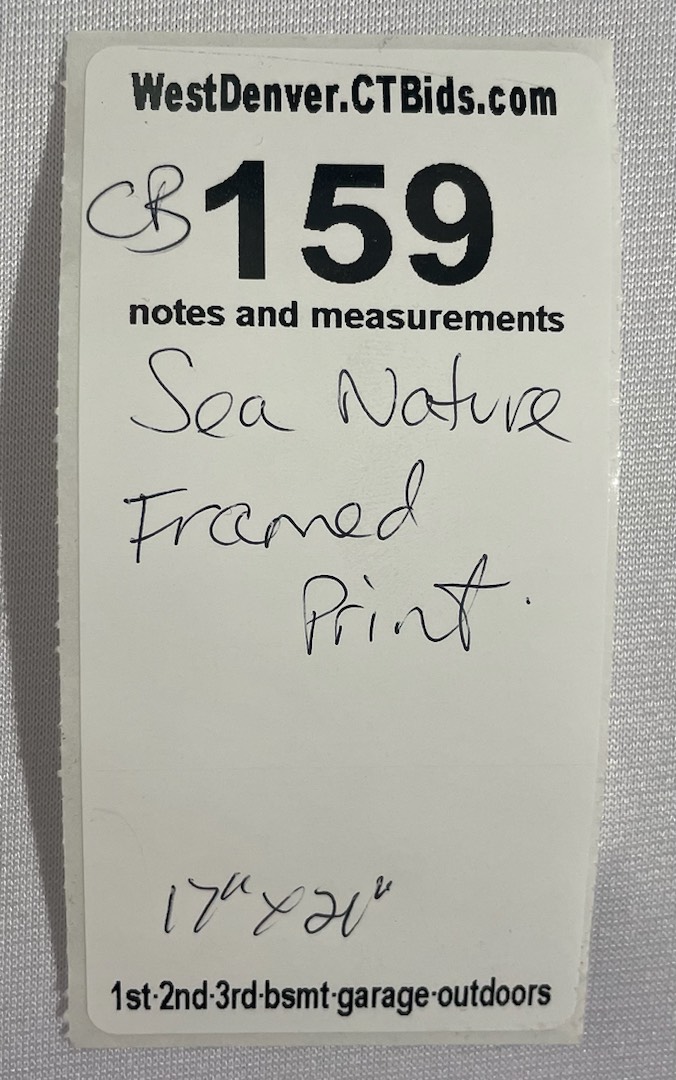 WestDenver.CTBids.com
CB 159
notes and measurements
Sea Nature
Framed
Print.
17" x 21"
1st·2nd·3rd·bsmt·garage·outdoors